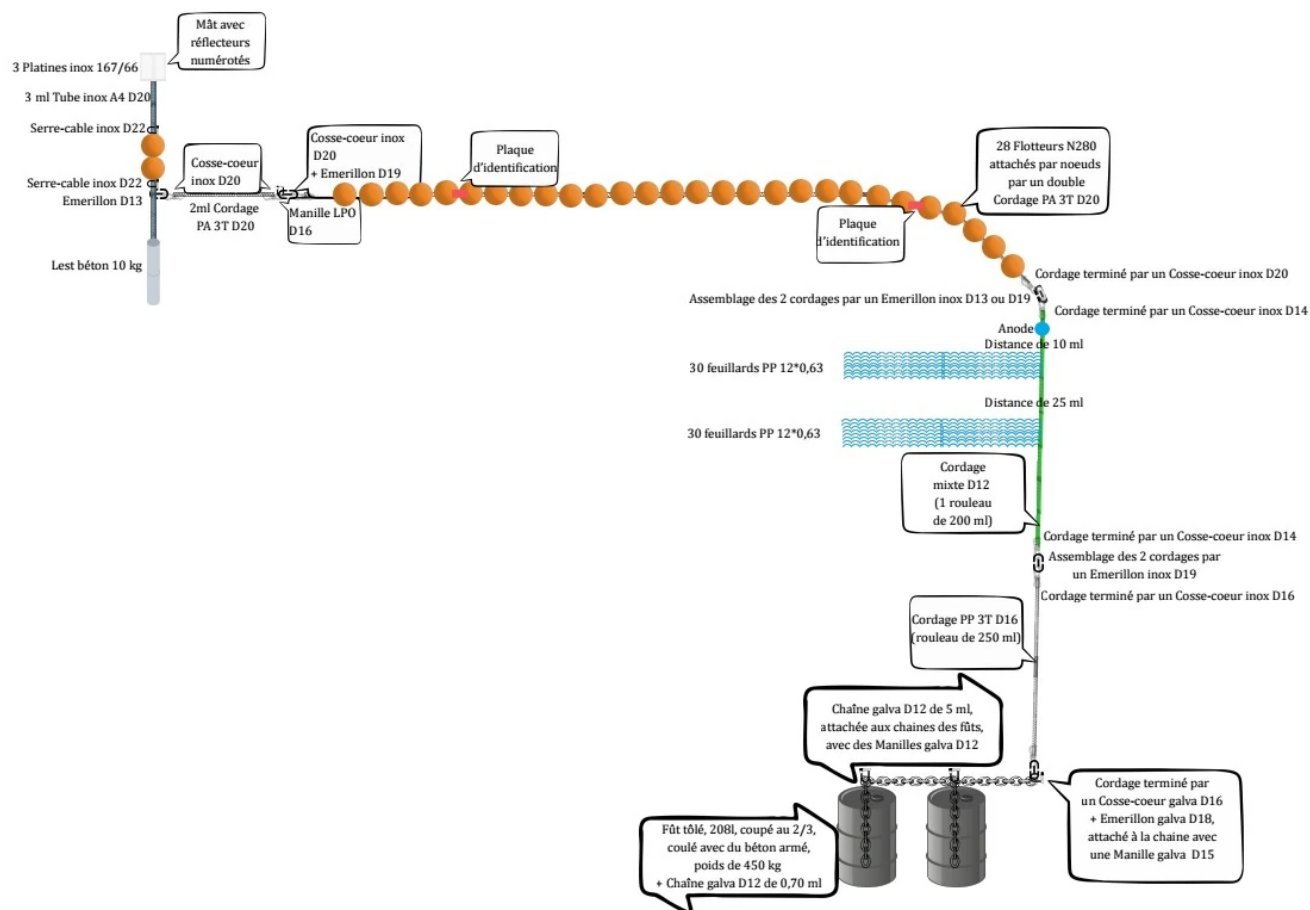 Mât avec
réflecteurs
numérotés
3 Platines inox 167/66
3 ml Tube inox A4 D20
Serre-cable inox D22
Serre-cable inox D22
Emerillon D13
Lest béton 10 kg
Cosse-coeur
inox D20
2ml Cordage
PA 3T D20
Cosse-coeur inox
D20
+ Emerillon D19
Manille LPO
D16
Plaque
d'identification
Plaque
d'identification
28 Flotteurs N280
attachés par noeuds
par un double
Cordage PA 3T D20
Cordage terminé par un Cosse-coeur inox D20
Assemblage des 2 cordages par un Emerillon inox D13 ou D19
Cordage terminé par un Cosse-coeur inox D14
Anode
Distance de 10 ml
30 feuillards PP 12*0,63
Distance de 25 ml
30 feuillards PP 12*0,63
Cordage
mixte D12
(1 rouleau
de 200 ml)
Cordage terminé par un Cosse-coeur inox D14
Assemblage des 2 cordages par
un Emerillon inox D19
Cordage terminé par un Cosse-coeur inox D16
Cordage PP 3T D16
(rouleau de 250 ml)
Chaîne galva D12 de 5 ml,
attachée aux chaines des fûts,
avec des Manilles galva D12
Fût tôlé, 208l, coupé au 2/3,
coulé avec du béton armé,
poids de 450 kg
+ Chaîne galva D12 de 0,70 ml
Cordage terminé par
un Cosse-coeur galva D16
+ Emerillon galva D18,
attaché à la chaine avec
une Manille galva D15